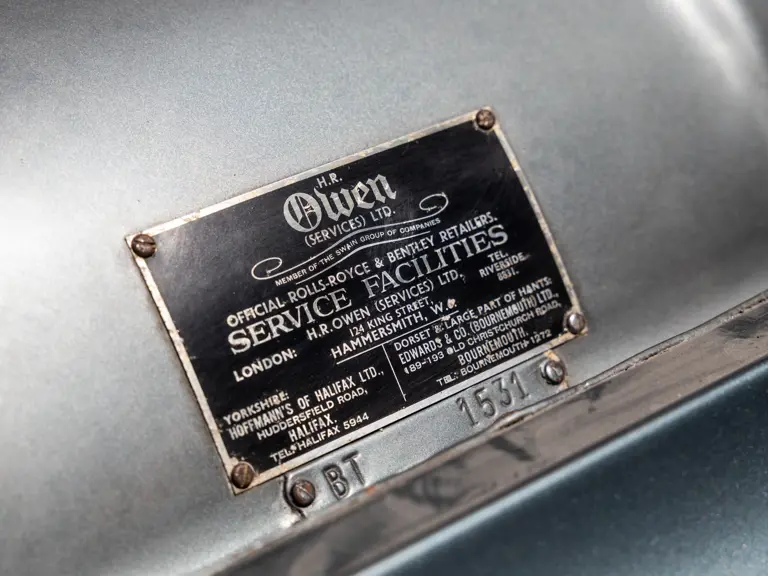 H.R.
Owen
(SERVICES) LTD.
MEMBER OF THE SWAIN GROUP OF COMPANIES
OFFICIAL ROLLS-ROYCE & BENTLEY RETAILERS.
SERVICE FACILITIES
LONDON: H.R. OWEN (SERVICES) LTD., TEL. RIVERSIDE
124 KING STREET,
HAMMERSMITH, W.
YORKSHIRE:
HOFFMANN'S OF HALIFAX LTD.,
HUDDERSFIELD ROAD,
HALIFAX.
TEL: HALIFAX 5944
DORSET & LARGE PART OF HANTS:
EDWARDS & CO. (BOURNEMOUTH) LTD.,
189-193 OLD CHRISTCHURCH ROAD,
BOURNEMOUTH.
TEL: BOURNEMOUTH 1272
BT 1531